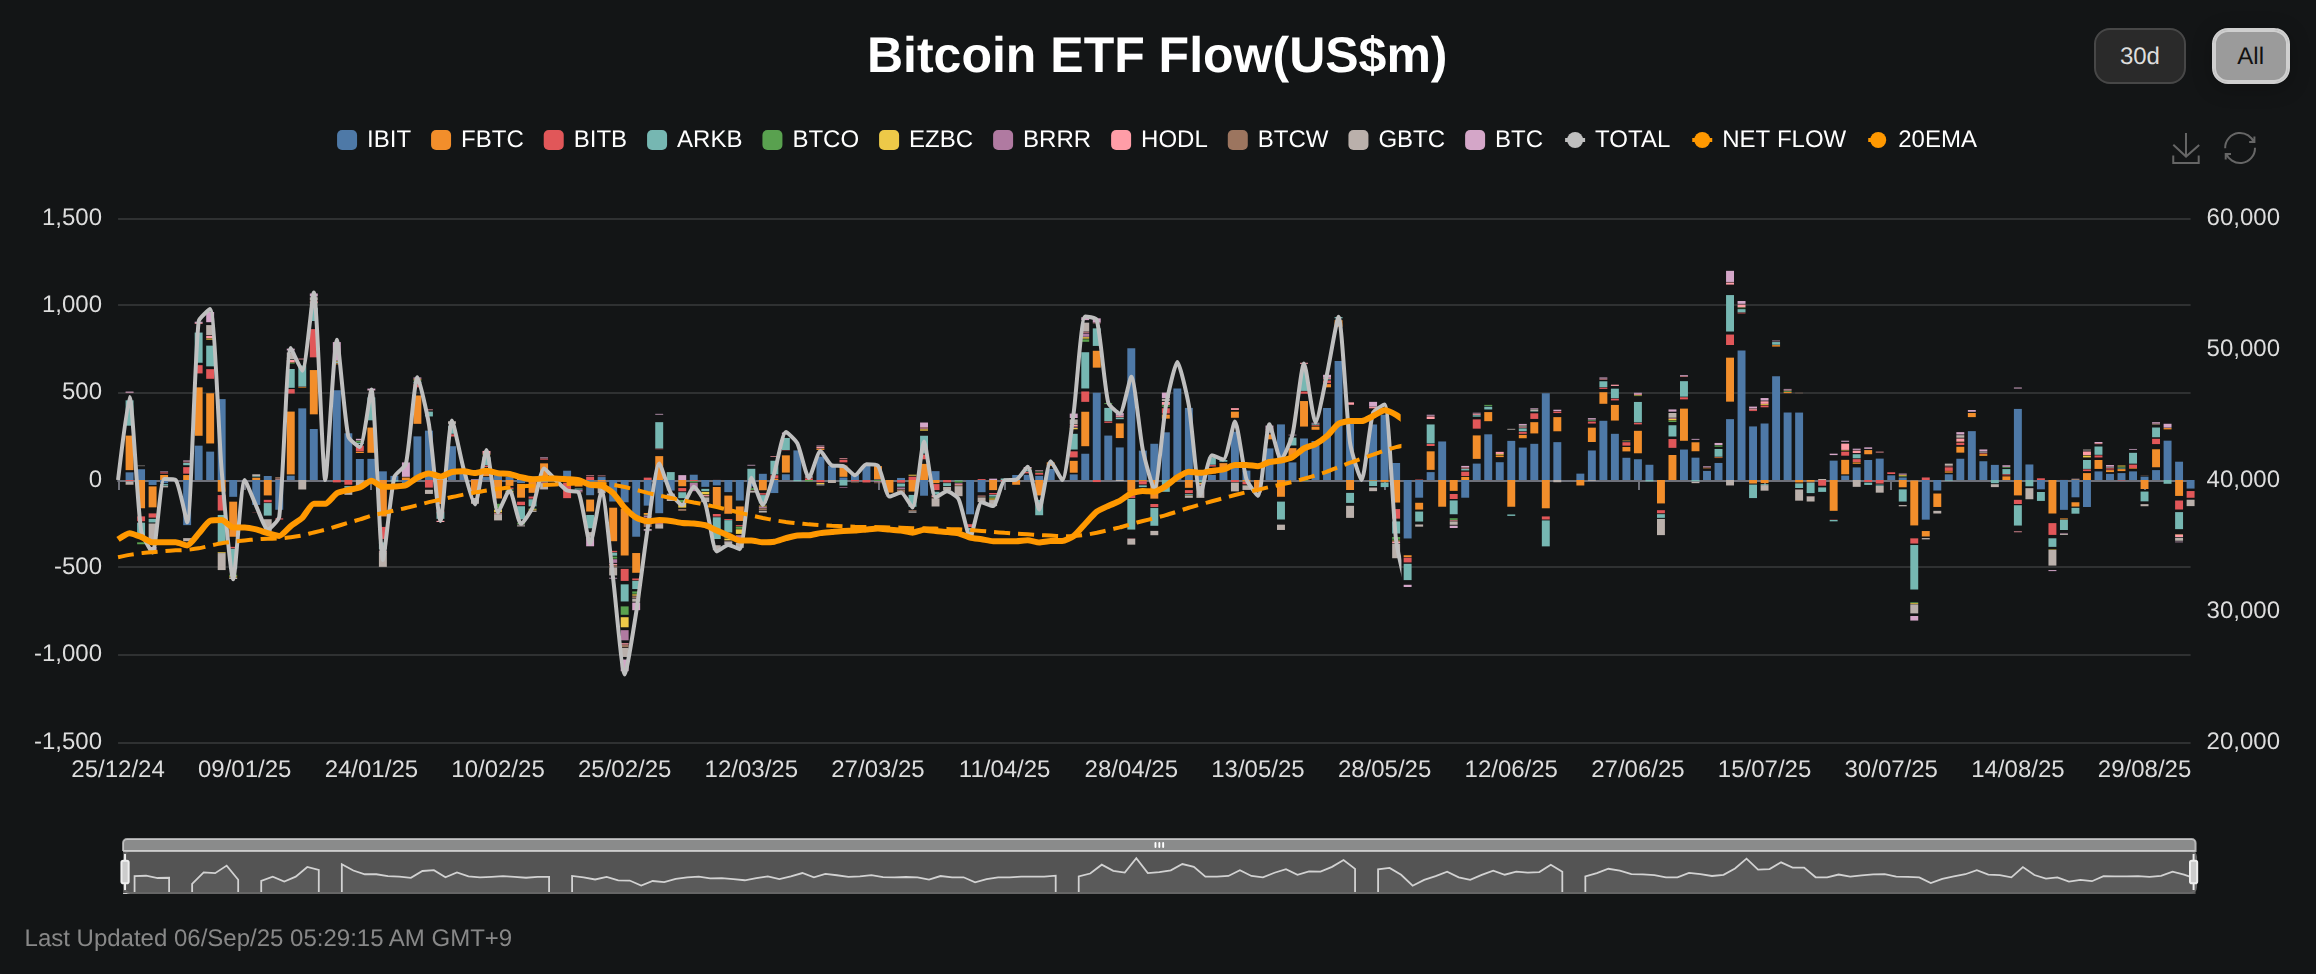 Bitcoin ETF Flow(US$m)
30d
All
IBIT FBTC BITB ARKB BTCO EZBC BRRR HODL BTCW GBTC BTC TOTAL NET FLOW 20EMA
1,500 60,000
1,000
50,000
500
0 40,000
-500
30,000
-1,000
-1,500 20,000
25/12/24 09/01/25 24/01/25 10/02/25 25/02/25 12/03/25 27/03/25 11/04/25 28/04/25 13/05/25 28/05/25 12/06/25 27/06/25 15/07/25 30/07/25 14/08/25 29/08/25
Last Updated 06/Sep/25 05:29:15 AM GMT+9